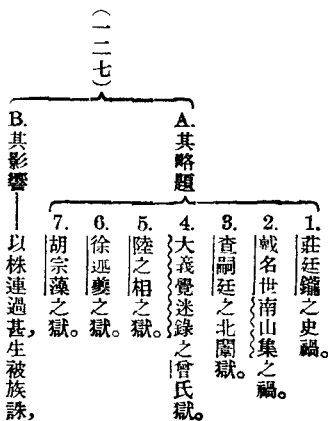 （一二七）
A.其略題
1.莊廷鑨之史禍。
2.戴名世南山集之禍。
3.查嗣廷之北闈獄。
4.大義覺迷錄之曾氏獄。
5.陸之相之獄。
6.徐述夔之獄。
7.胡宗藻之獄。
B.其影響——以株連過甚，生被族誅，